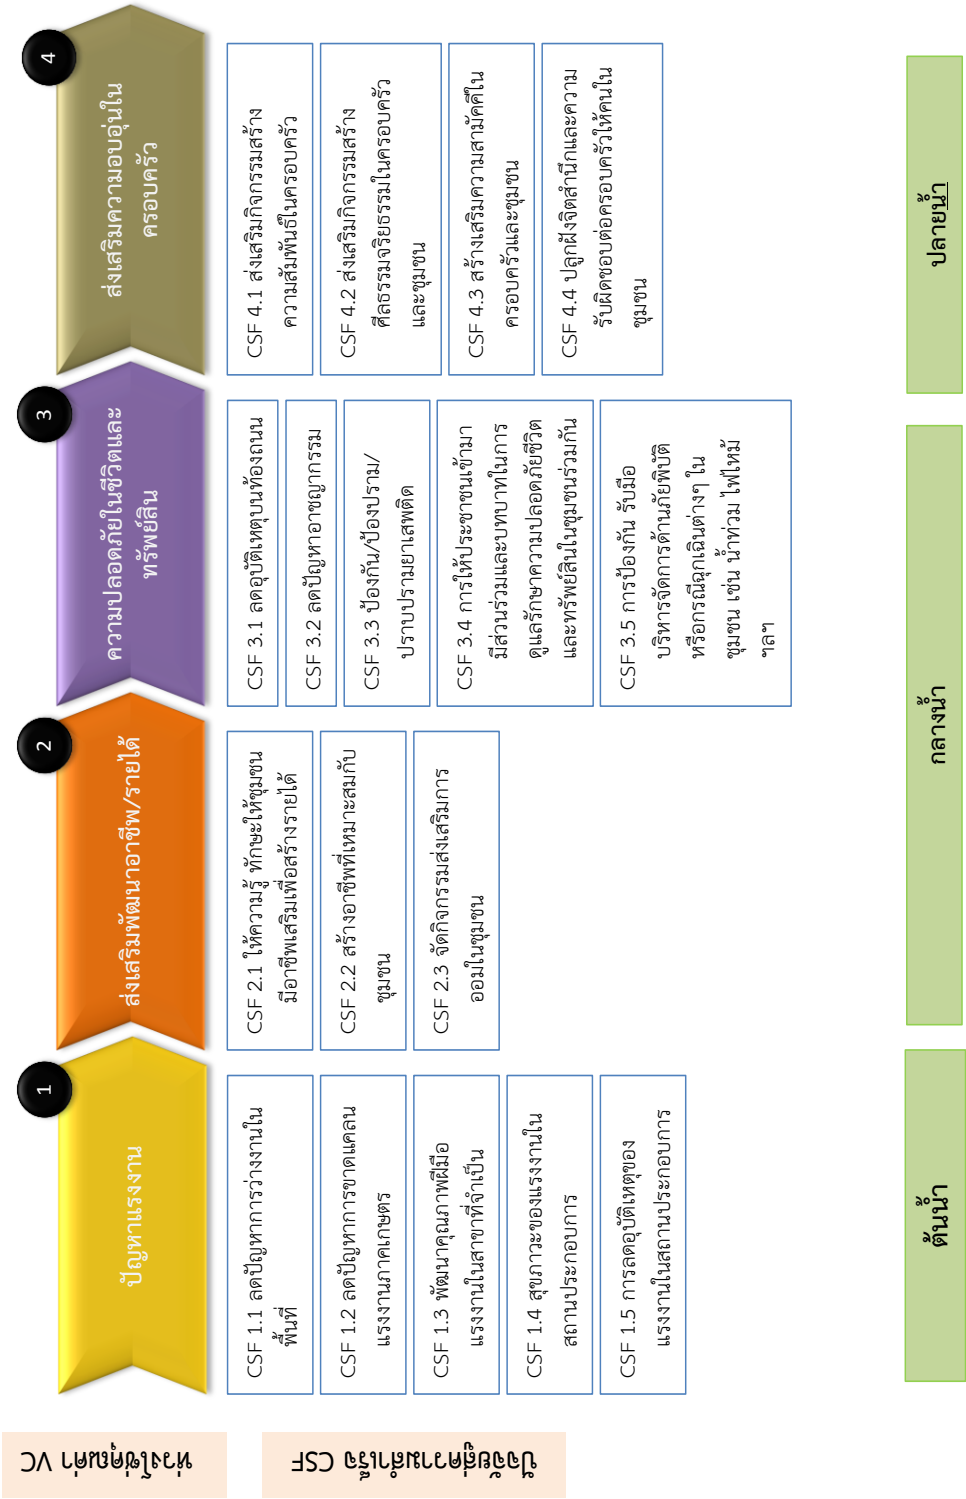 ห่วงโซ่คุณค่า VC
1
ปัญหาแรงงาน
2
ส่งเสริมพัฒนาอาชีพ/รายได้
3
ความปลอดภัยในชีวิตและ
ทรัพย์สิน
4
ส่งเสริมความอบอุ่นใน
ครอบครัว
ปัจจัยสู่ความสำเร็จ CSF
CSF 1.1 ลดปัญหาการว่างงานใน
พื้นที่
CSF 1.2 ลดปัญหาการขาดแคลน
แรงงานภาคเกษตร
CSF 1.3 พัฒนาคุณภาพฝีมือ
แรงงานในสาขาที่จำเป็น
CSF 1.4 สุขภาวะของแรงงานใน
สถานประกอบการ
CSF 1.5 การลดอุบัติเหตุของ
แรงงานในสถานประกอบการ
CSF 2.1 ให้ความรู้ ทักษะให้ชุมชน
มีอาชีพเสริมเพื่อสร้างรายได้
CSF 2.2 สร้างอาชีพที่เหมาะสมกับ
ชุมชน
CSF 2.3 จัดกิจกรรมส่งเสริมการ
ออมในชุมชน
CSF 3.1 ลดอุบัติเหตุบนท้องถนน
CSF 3.2 ลดปัญหาอาชญากรรม
CSF 3.3 ป้องกัน/ป้องปราม/
ปราบปรามยาเสพติด
CSF 3.4 การให้ประชาชนเข้ามา
มีส่วนร่วมและบทบาทในการ
ดูแลรักษาความปลอดภัยชีวิต
และทรัพย์สินในชุมชนร่วมกัน
CSF 3.5 การป้องกัน รับมือ
บริหารจัดการด้านภัยพิบัติ
หรือกรณีฉุกเฉินต่างๆ ใน
ชุมชน เช่น น้ำท่วม ไฟไหม้
ฯลฯ
CSF 4.1 ส่งเสริมกิจกรรมสร้าง
ความสัมพันธ์ในครอบครัว
CSF 4.2 ส่งเสริมกิจกรรมสร้าง
ศีลธรรมจริยธรรมในครอบครัว
และชุมชน
CSF 4.3 สร้างเสริมความสามัคคีใน
ครอบครัวและชุมชน
CSF 4.4 ปลูกฝังจิตสำนึกและความ
รับผิดชอบต่อครอบครัวให้คนใน
ชุมชน
ต้นน้ำ
กลางน้ำ
ปลายน้ำ